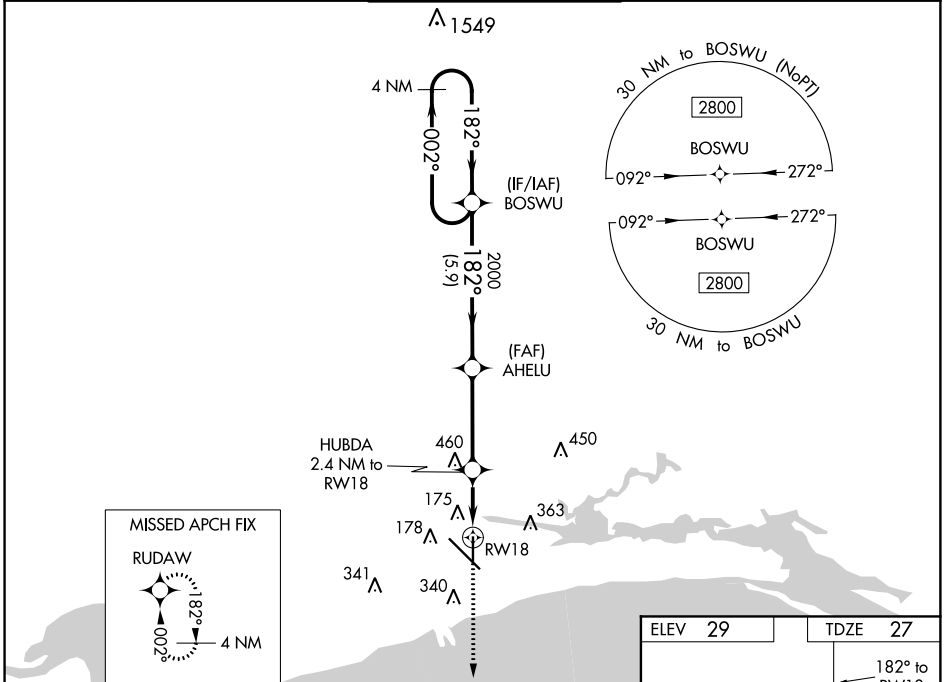 1549
4 NM
182°
002°
(IF/IAF)
BOSWU
2000
182°
(5.9)
(FAF)
AHELU
HUBDA
2.4 NM to
RW18
460
450
175
363
178
RW18
341
340
30 NM to BOSWU (NoPT)
2800
BOSWU
092°
272°
092°
272°
BOSWU
2800
30 NM to BOSWU
MISSED APCH FIX
RUDAW
182°
002°
4 NM
ELEV 29
TDZE 27
182° to
RW18